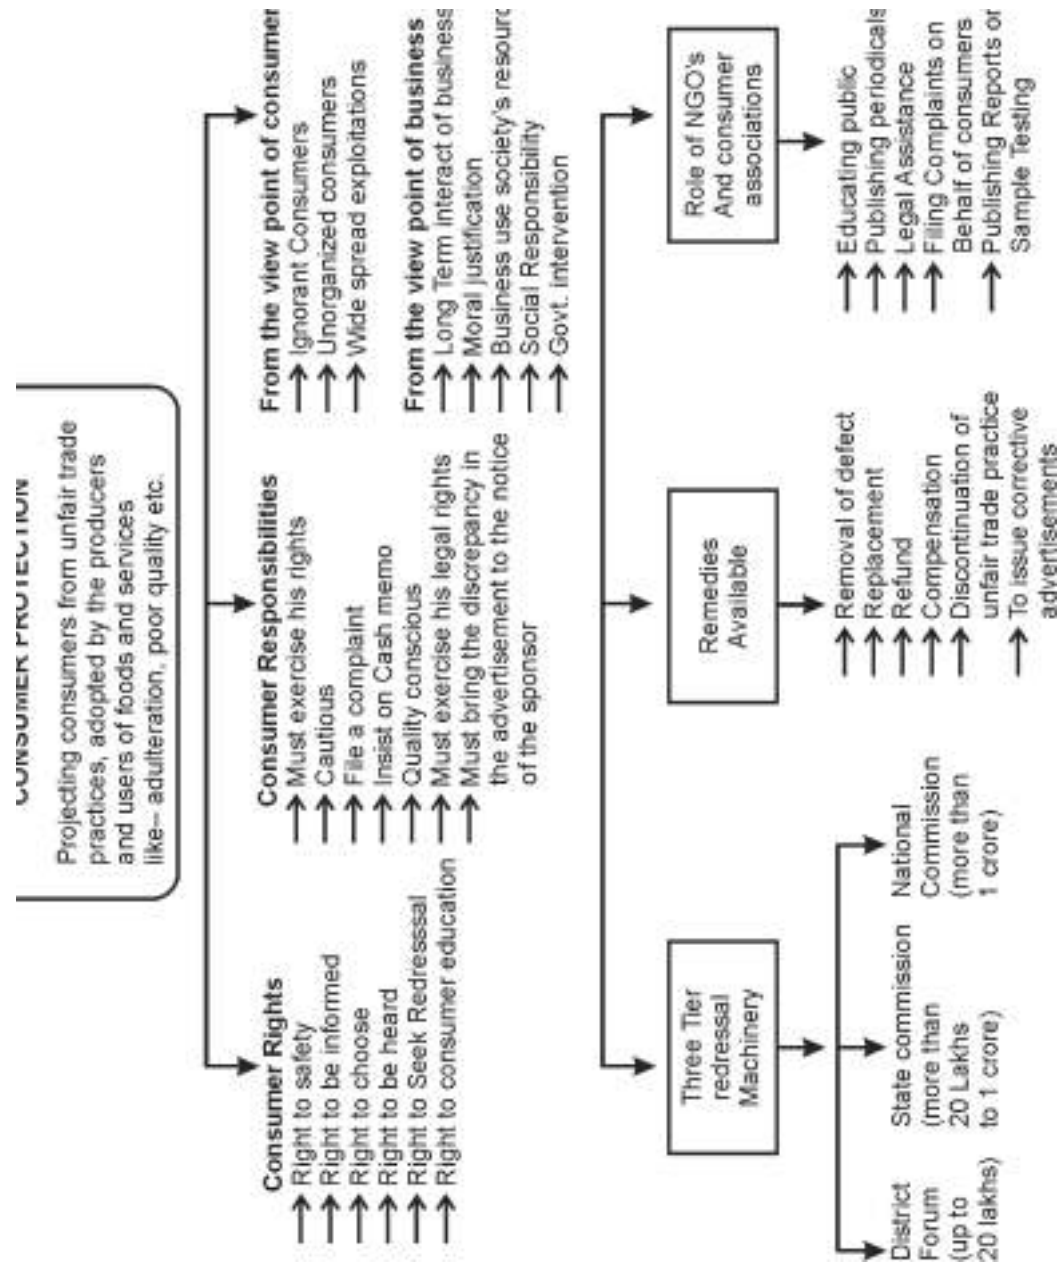 CONSUMER PROTECTION
Projecting consumers from unfair trade
practices, adopted by the producers
and users of foods and services
like-- adulteration, poor quality etc.
Consumer Rights
Right to safety
Right to be informed
Right to choose
Right to be heard
Right to Seek Redresssal
Right to consumer education
Consumer Responsibilities
Must exercise his rights
Cautious
File a complaint
Insist on Cash memo
Quality conscious
Must exercise his legal rights
Must bring the discrepancy in
the advertisement to the notice
of the sponsor
From the view point of consumer
Ignorant Consumers
Unorganized consumers
Wide spread exploitations
From the view point of business
Long Term interact of business
Moral justification
Business use society's
Social Responsibility
Govt. intervention
Three Tier
redressal
Machinery
District
Forum
(up to
20 lakhs)
State commission
(more than
20 Lakhs
to 1 crore)
National
Commission
(more than
1 crore)
Remedies
Available
Removal of defect
Replacement
Refund
Compensation
Discontinuation of
unfair trade practice
To issue corrective
advertisements
Role of NGO's
And consumer
associations
Educating public
Publishing periodicals
Legal Assistance
Filing Complaints on
Behalf of consumers
Publishing Reports or
Sample Testing